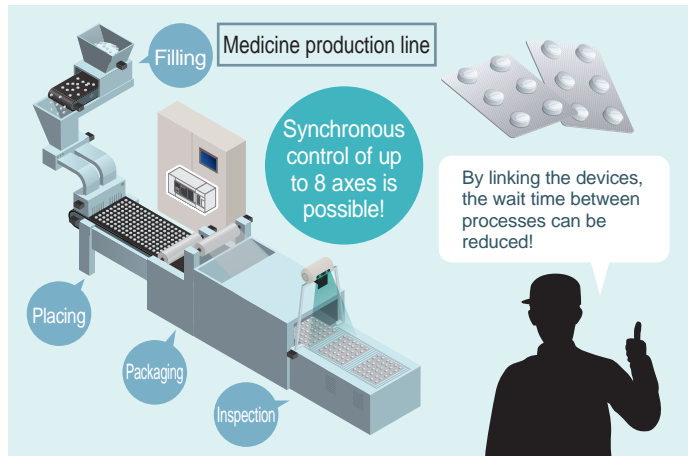 Medicine production line
Filling
Synchronous
control of up
to 8 axes is
possible!
By linking the devices,
the wait time between
processes can be
reduced!
Placing
Packaging
Inspection